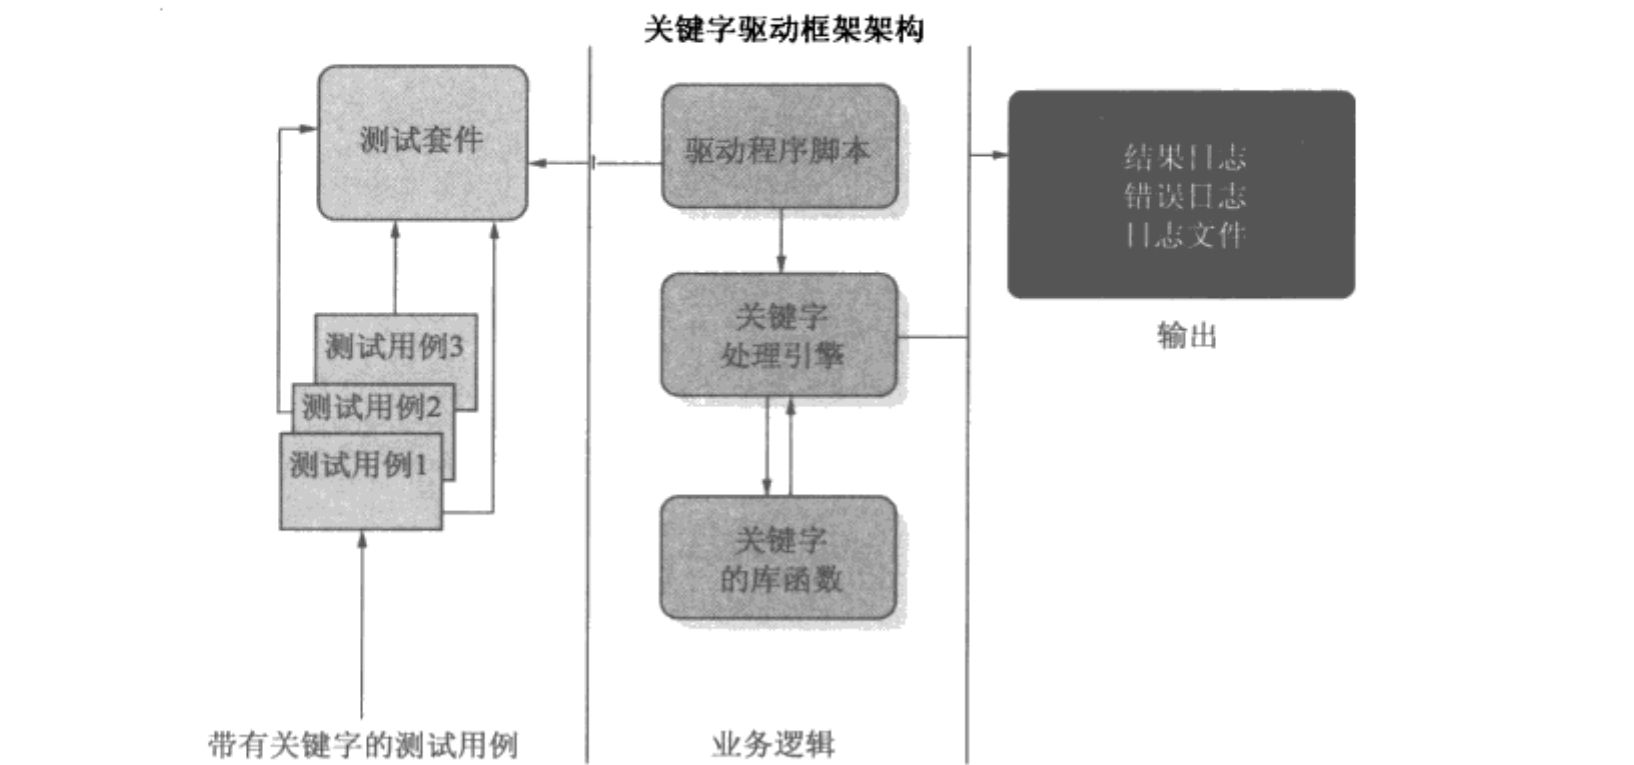 关键字驱动框架架构
测试套件
测试用例3
测试用例2
测试用例1
带有关键字的测试用例
驱动程序脚本
关键字
处理引擎
关键字
的库函数
业务逻辑
结果日志
错误日志
日志文件
输出